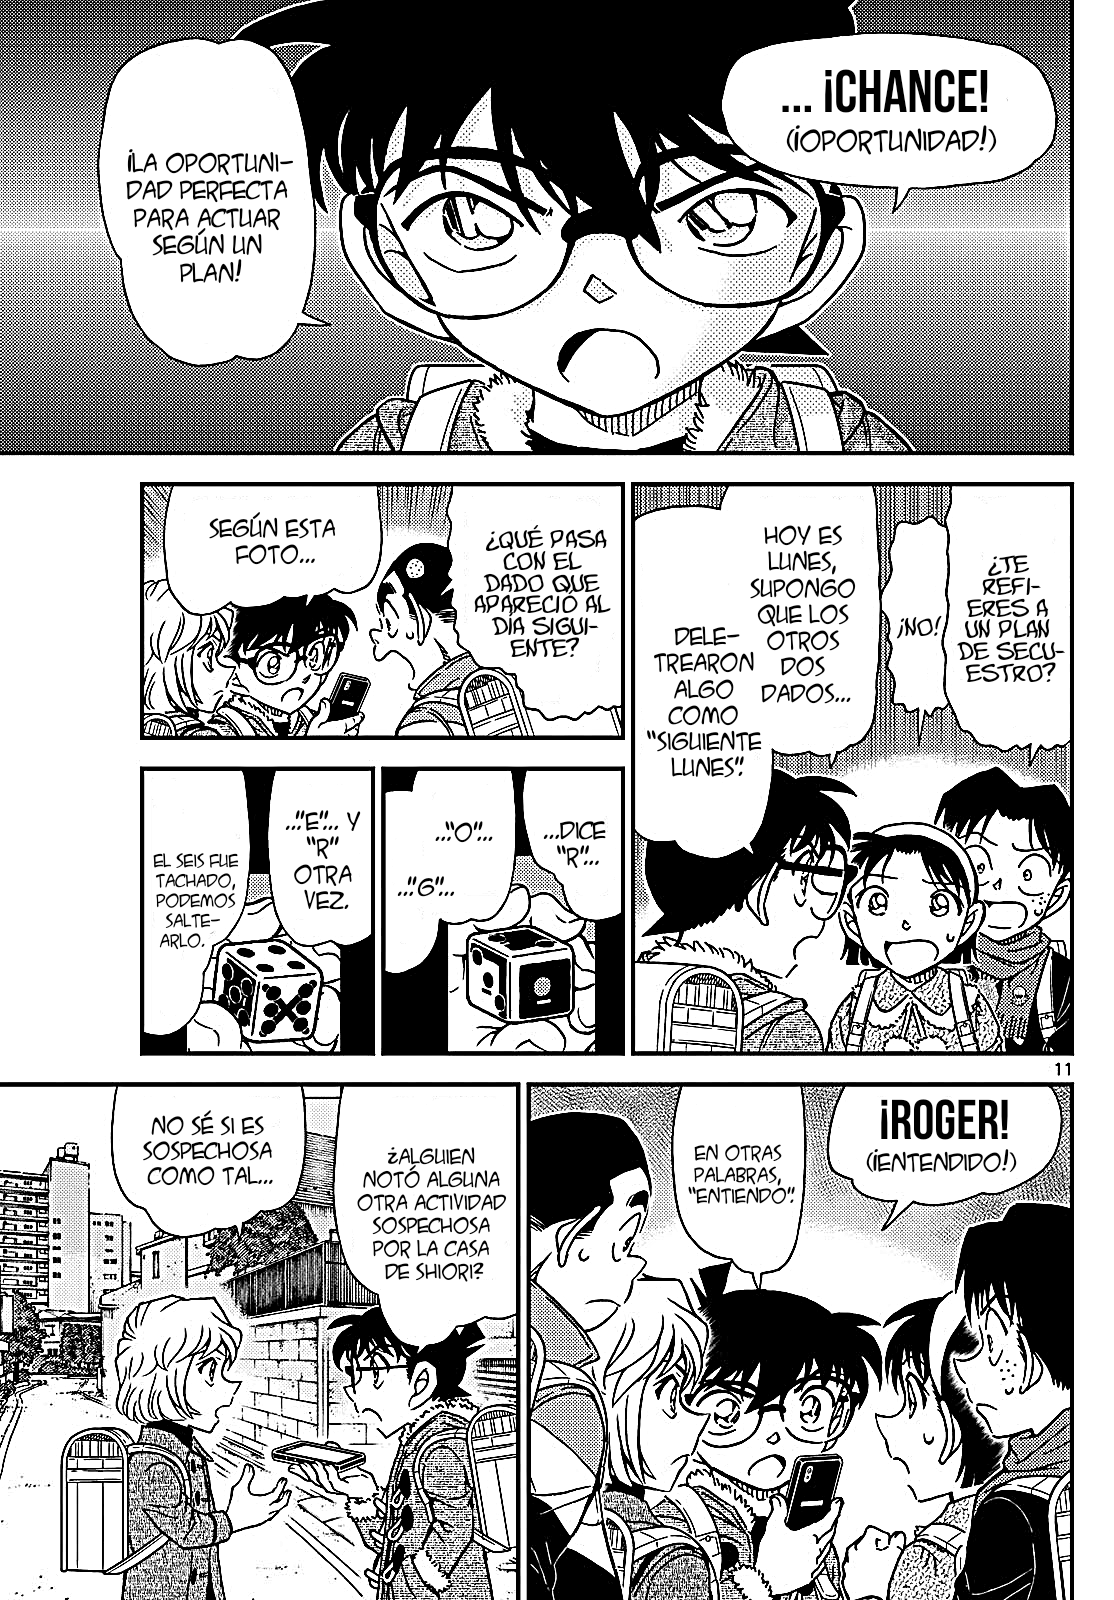 ... ¡CHANCE!
(¡OPORTUNIDAD!)
¡LA OPORTUNI-
DAD PERFECTA
PARA ACTUAR
SEGÚN UN
PLAN!
¿TE
REFI-
ERES A
UN PLAN
DE SECU-
ESTRO?
¡NO!
HOY ES
LUNES,
SUPONGO
QUE LOS
OTROS
DOS
DADOS...
DELE-
TREARON
ALGO
COMO
"SIGUIENTE
LUNES".
¿QUÉ PASA
CON EL
DADO QUE
APARECIÓ AL
DÍA SIGUI-
ENTE?
SEGÚN ESTA
FOTO...
...DICE
"R"...
..."O"...
..."G"...
..."E"... Y
"R"
OTRA
VEZ.
EL SEIS FUE
TACHADO,
PODEMOS
SALTE-
ARLO.
11
¡ROGER!
(¡ENTENDIDO!)
EN OTRAS
PALABRAS,
"ENTIENDO".
¿ALGUIEN
NOTÓ ALGUNA
OTRA ACTIVIDAD
SOSPECHOSA
POR LA CASA
DE SHIORI?
NO SÉ SI ES
SOSPECHOSA
COMO TAL...